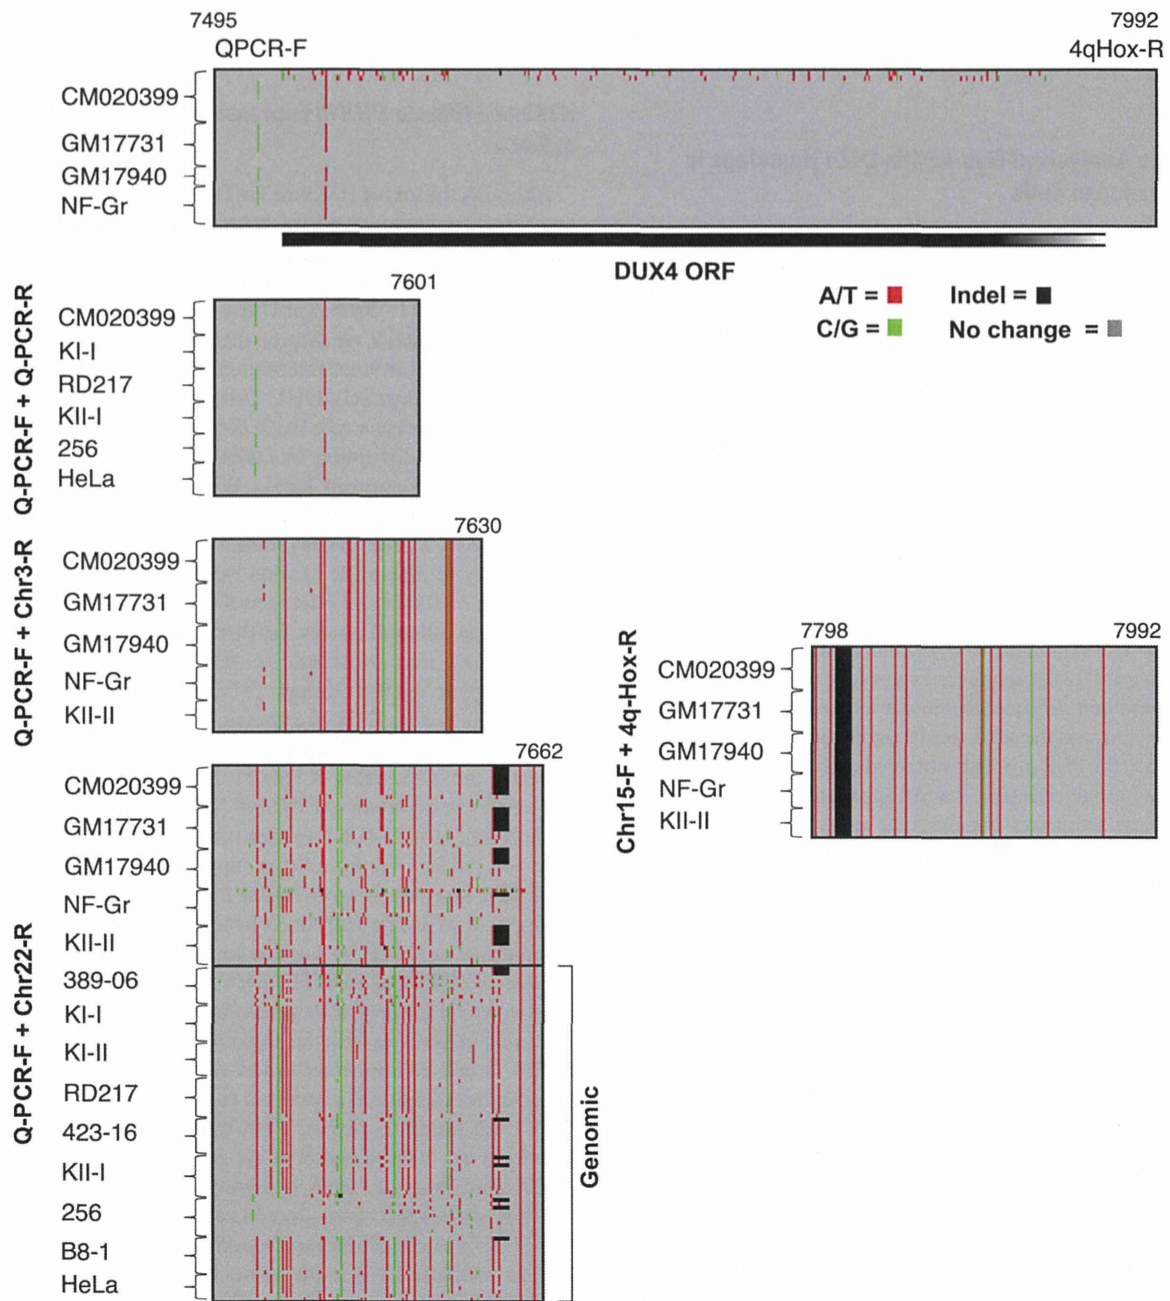 7495
7992
QPCR-F
4qHox-R
CM020399
GM17731
GM17940
NF-Gr
DUX4 ORF
A/T =
Indel =
C/G =
No change =
Q-PCR-F + Q-PCR-R
7601
CM020399
KI-I
RD217
KII-I
256
HeLa
Q-PCR-F + Chr3-R
7630
CM020399
GM17731
GM17940
NF-Gr
KII-II
Chr15-F + 4q-Hox-R
7798
7992
CM020399
GM17731
GM17940
NF-Gr
KII-II
Q-PCR-F + Chr22-R
7662
CM020399
GM17731
GM17940
NF-Gr
KII-II
389-06
KI-I
KI-II
RD217
423-16
KII-I
256
B8-1
HeLa
Genomic